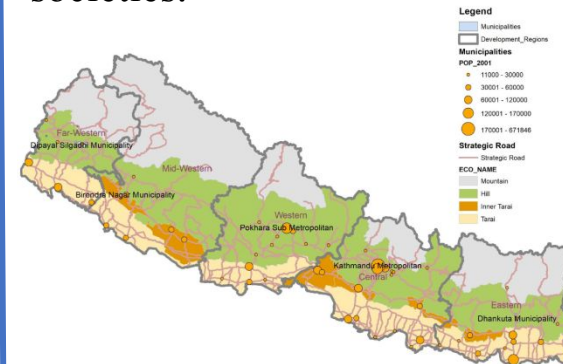 societies.
Legend
Municipalities
Development_Regions
Municipalities
POP_2001
11000 - 30000
30001 - 60000
60001 - 120000
120001 - 170000
170001 - 671846
Strategic Road
Strategic Road
ECO_NAME
Mountain
Hill
Inner Tarai
Tarai
Far-Western
Dipayal Silgadhi Municipality
Mid-Western
Birendra Nagar Municipality
Western
Pokhara Sub Metropolitan
Kathmandu Metropolitan
Central
Eastern
Dhankuta Municipality